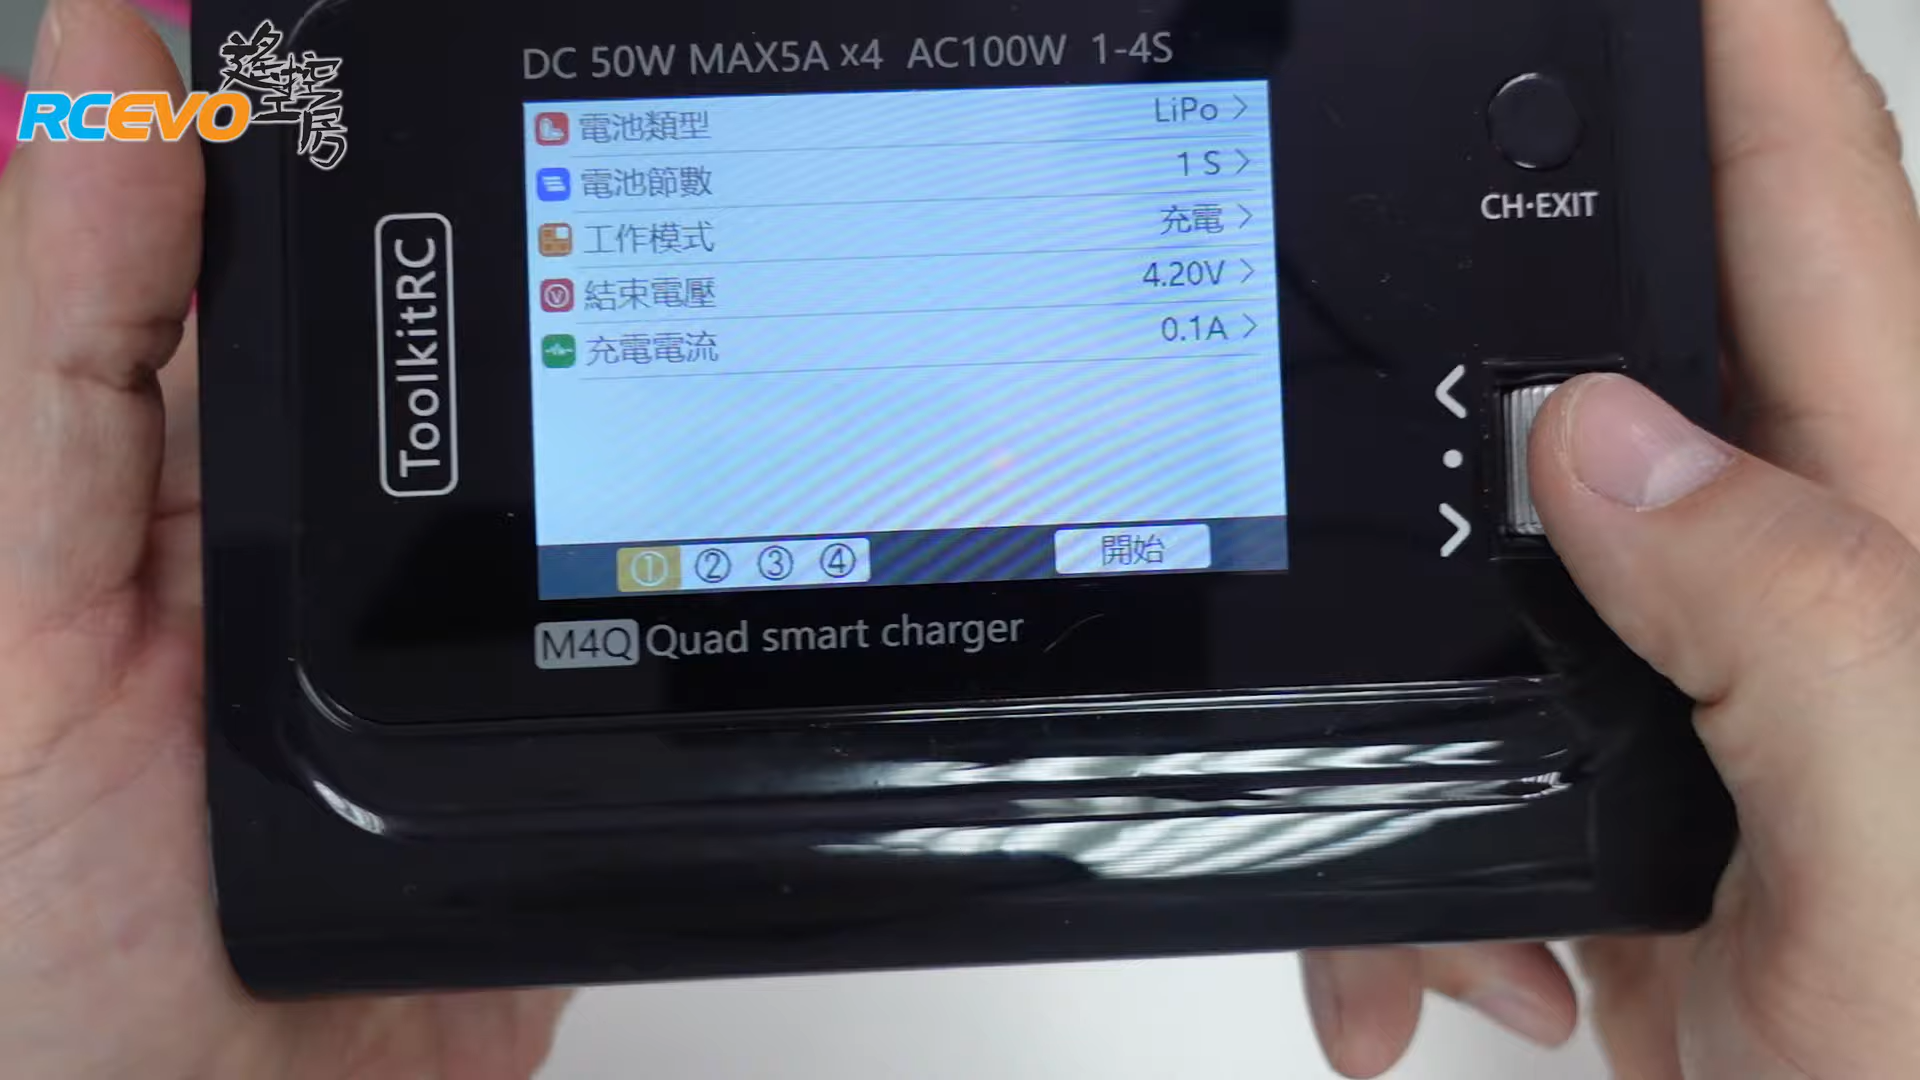 RCEVO 遙控工房
DC 50W MAX5A x4 AC100W 1-4S
電池類型 LiPo >
電池節數 1 S >
工作模式 充電 >
結束電壓 4.20V >
充電電流 0.1A >
① ② ③ ④ 開始
M4Q Quad smart charger
ToolkitRC
CH·EXIT
< • >